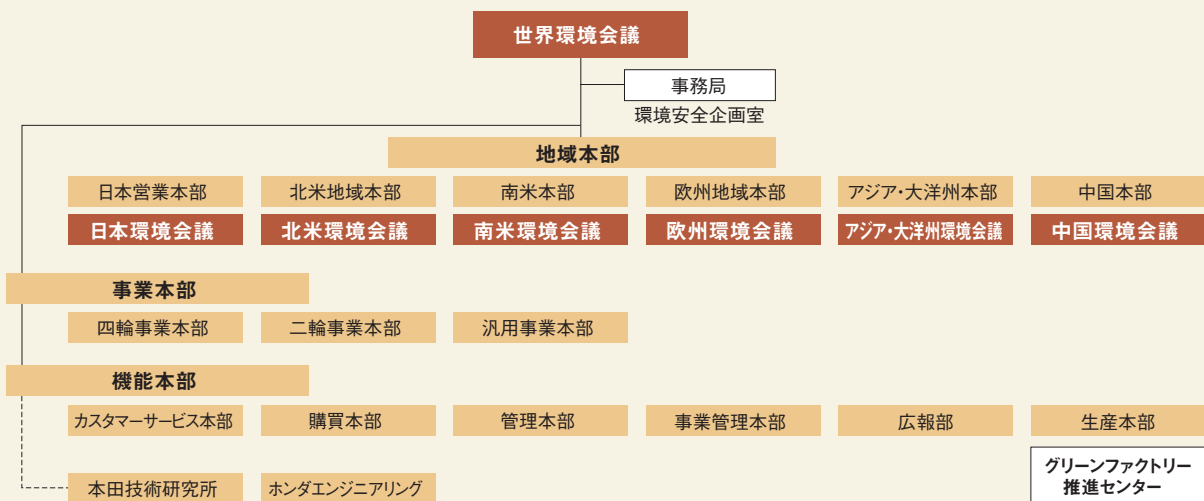 世界環境会議
事務局
環境安全企画室
地域本部
日本営業本部
北米地域本部
南米本部
欧州地域本部
アジア・大洋州本部
中国本部
日本環境会議
北米環境会議
南米環境会議
欧州環境会議
アジア・大洋州環境会議
中国環境会議
事業本部
四輪事業本部
二輪事業本部
汎用事業本部
機能本部
カスタマーサービス本部
購買本部
管理本部
事業管理本部
広報部
生産本部
グリーンファクトリー
推進センター
本田技術研究所
ホンダエンジニアリング